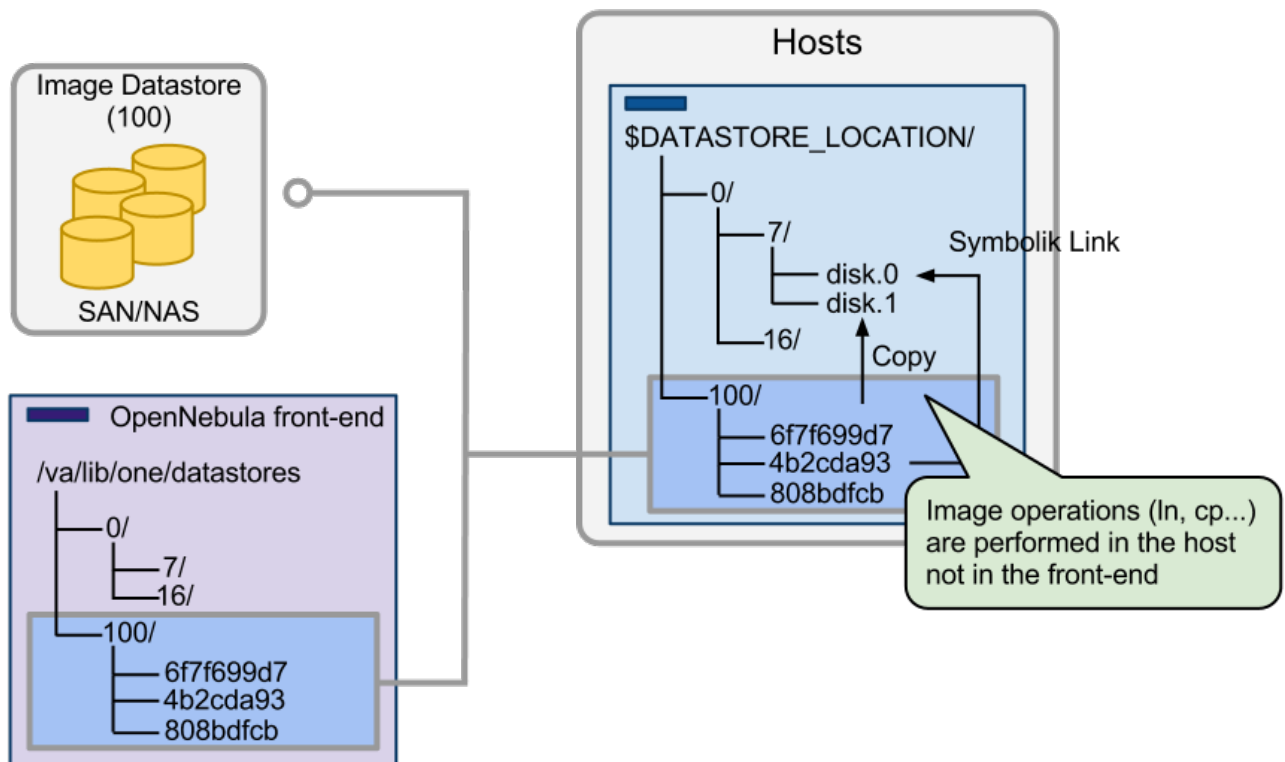 Image Datastore
(100)
SAN/NAS
OpenNebula front-end
/va/lib/one/datastores
0/
7/
16/
100/
6f7f699d7
4b2cda93
808bdfcb
Hosts
$DATASTORE_LOCATION/
0/
7/
Symbolik Link
disk.0
disk.1
16/
Copy
100/
6f7f699d7
4b2cda93
808bdfcb
Image operations (ln, cp...)
are performed in the host
not in the front-end